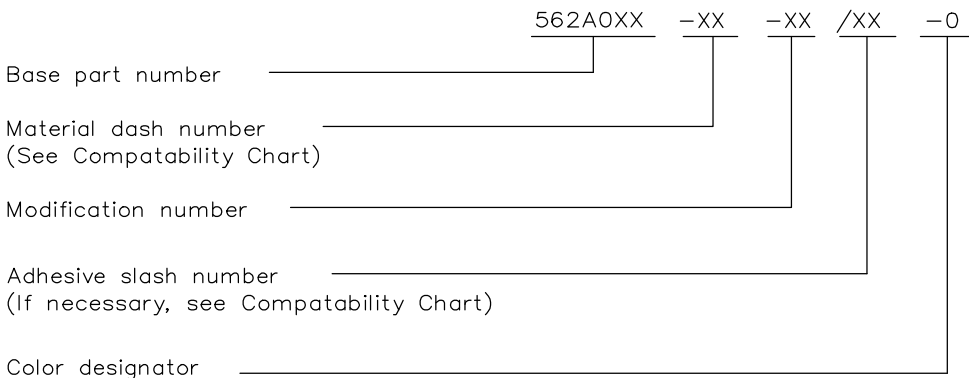 562A0XX -XX -XX /XX -0
Base part number
Material dash number
(See Compatability Chart)
Modification number
Adhesive slash number
(If necessary, see Compatability Chart)
Color designator